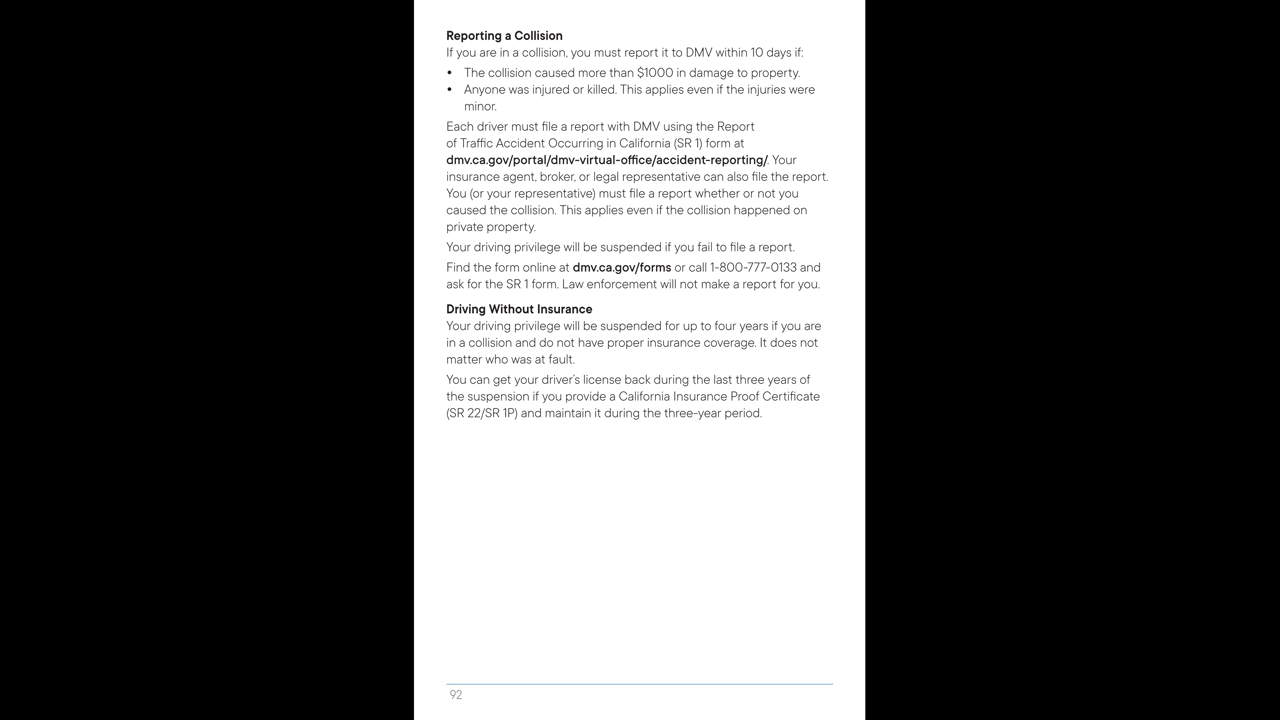 Reporting a Collision
If you are in a collision, you must report it to DMV within 10 days if:
• The collision caused more than $1000 in damage to property.
• Anyone was injured or killed. This applies even if the injuries were
minor.
Each driver must file a report with DMV using the Report
of Traffic Accident Occurring in California (SR 1) form at
dmv.ca.gov/portal/dmv-virtual-office/accident-reporting/. Your
insurance agent, broker, or legal representative can also file the report.
You (or your representative) must file a report whether or not you
caused the collision. This applies even if the collision happened on
private property.
Your driving privilege will be suspended if you fail to file a report.
Find the form online at dmv.ca.gov/forms or call 1-800-777-0133 and
ask for the SR 1 form. Law enforcement will not make a report for you.
Driving Without Insurance
Your driving privilege will be suspended for up to four years if you are
in a collision and do not have proper insurance coverage. It does not
matter who was at fault.
You can get your driver’s license back during the last three years of
the suspension if you provide a California Insurance Proof Certificate
(SR 22/SR 1P) and maintain it during the three-year period.
92